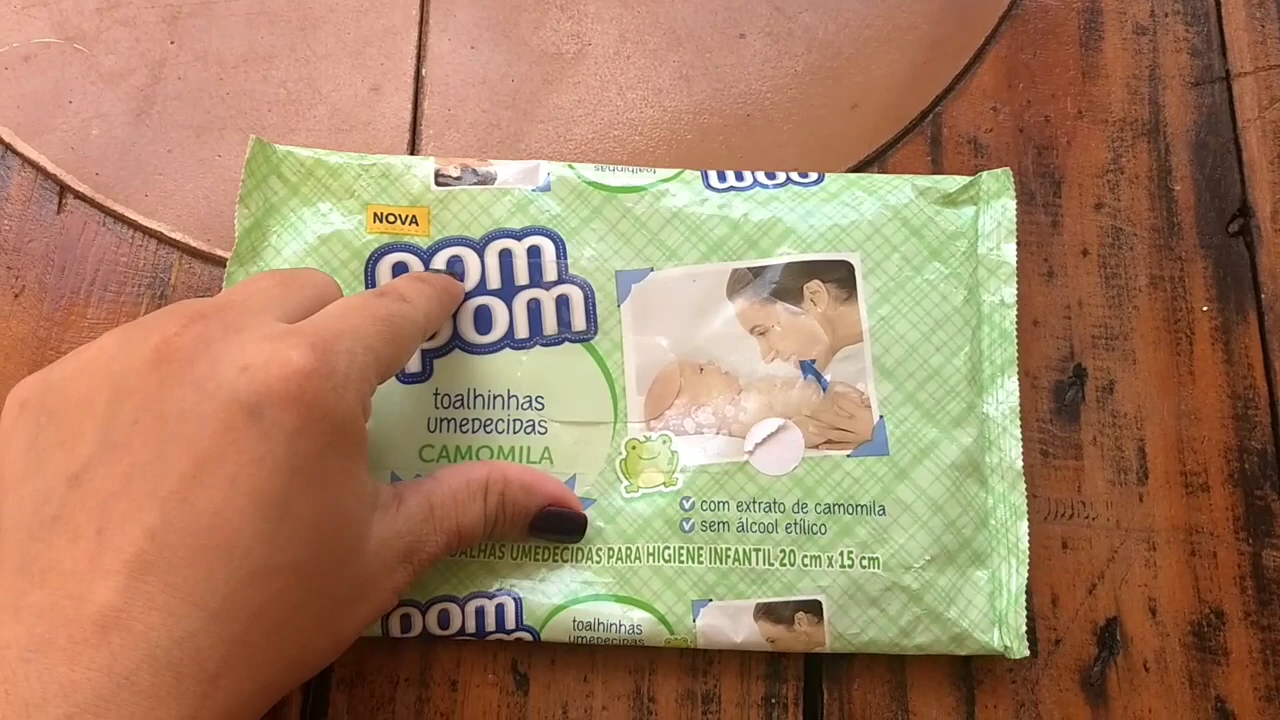 toalhinhas
mom
NOVA
pom
pom
toalhinhas
umedecidas
CAMOMILA
com extrato de camomila
sem álcool etílico
UMEDECIDAS PARA HIGIENE INFANTIL 20 cm x 15 cm
pom
toalhinhas
umedecidas